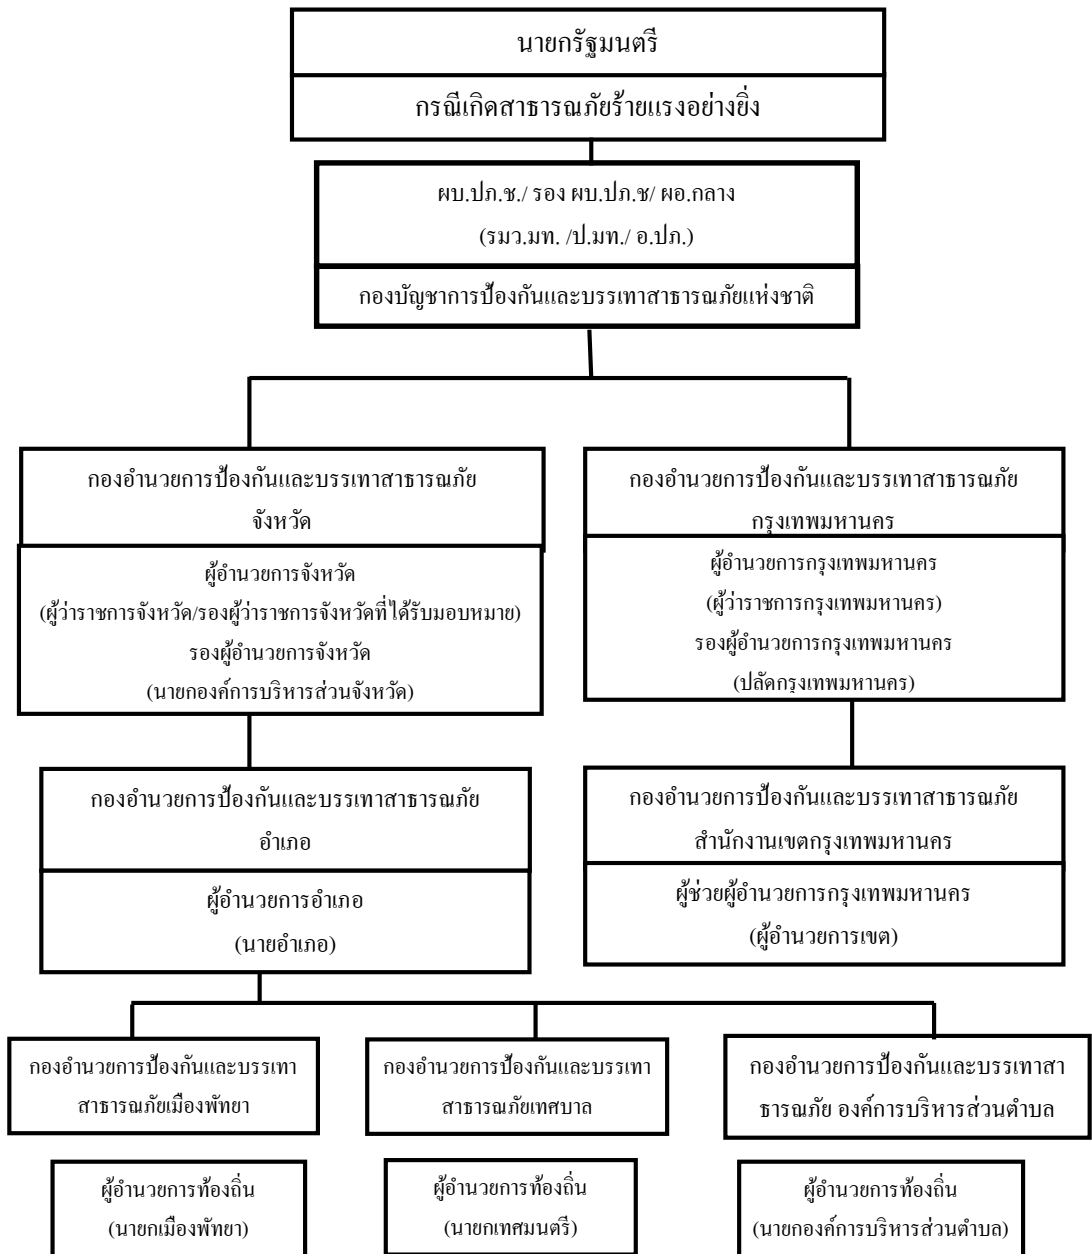 นายกรัฐมนตรี
กรณีเกิดสาธารณภัยร้ายแรงอย่างยิ่ง
ผบ.ปภ.ช./ รอง ผบ.ปภ.ช/ ผอ.กลาง
(รมว.มท. /ป.มท./ อ.ปภ.)
กองบัญชาการป้องกันและบรรเทาสาธารณภัยแห่งชาติ
กองอำนวยการป้องกันและบรรเทาสาธารณภัย
จังหวัด
ผู้อำนวยการจังหวัด
(ผู้ว่าราชการจังหวัด/รองผู้ว่าราชการจังหวัดที่ได้รับมอบหมาย)
รองผู้อำนวยการจังหวัด
(นายกองค์การบริหารส่วนจังหวัด)
กองอำนวยการป้องกันและบรรเทาสาธารณภัย
กรุงเทพมหานคร
ผู้อำนวยการกรุงเทพมหานคร
(ผู้ว่าราชการกรุงเทพมหานคร)
รองผู้อำนวยการกรุงเทพมหานคร
(ปลัดกรุงเทพมหานคร)
กองอำนวยการป้องกันและบรรเทาสาธารณภัย
อำเภอ
ผู้อำนวยการอำเภอ
(นายอำเภอ)
กองอำนวยการป้องกันและบรรเทาสาธารณภัย
สำนักงานเขตกรุงเทพมหานคร
ผู้ช่วยผู้อำนวยการกรุงเทพมหานคร
(ผู้อำนวยการเขต)
กองอำนวยการป้องกันและบรรเทา
สาธารณภัยเมืองพัทยา
ผู้อำนวยการท้องถิ่น
(นายกเมืองพัทยา)
กองอำนวยการป้องกันและบรรเทา
สาธารณภัยเทศบาล
ผู้อำนวยการท้องถิ่น
(นายกเทศมนตรี)
กองอำนวยการป้องกันและบรรเทาสา
ธารณภัย องค์การบริหารส่วนตำบล
ผู้อำนวยการท้องถิ่น
(นายกองค์การบริหารส่วนตำบล)